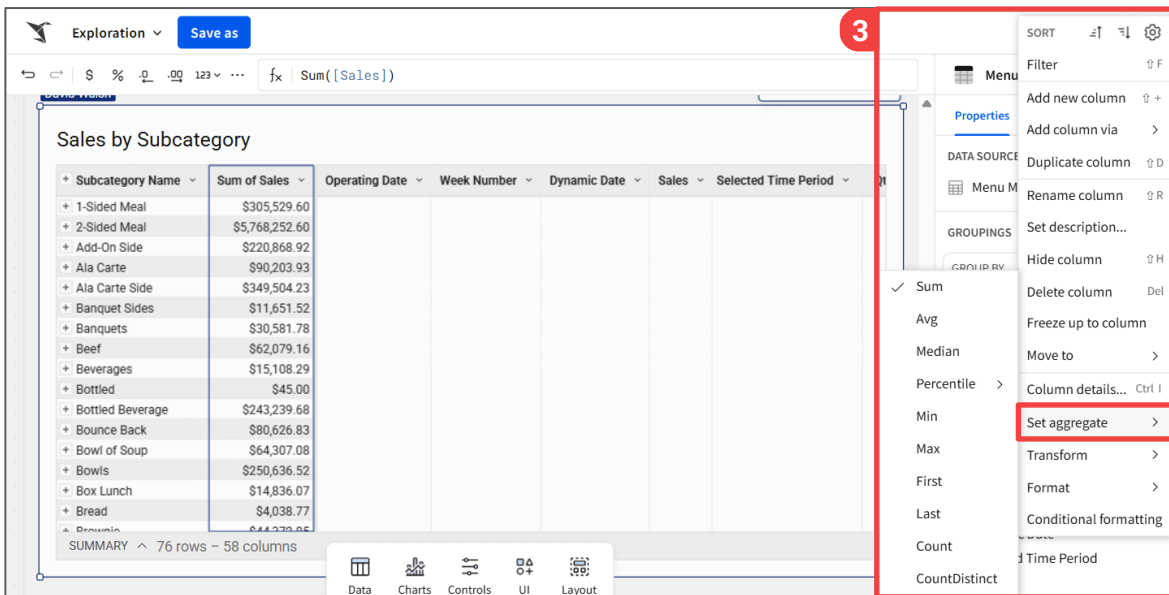 Exploration
Save as
3
$ % .0 .00 123 ...
fx Sum([Sales])
David Walsh
Sales by Subcategory
Subcategory Name Sum of Sales Operating Date Week Number Dynamic Date Sales Selected Time Period
+ 1-Sided Meal $305,529.60
+ 2-Sided Meal $5,768,252.60
+ Add-On Side $220,868.92
+ Ala Carte $90,203.93
+ Ala Carte Side $349,504.23
+ Banquet Sides $11,651.52
+ Banquets $30,581.78
+ Beef $62,079.16
+ Beverages $15,108.29
+ Bottled $45.00
+ Bottled Beverage $243,239.68
+ Bounce Back $80,626.83
+ Bowl of Soup $64,307.08
+ Bowls $250,636.52
+ Box Lunch $14,836.07
+ Bread $4,038.77
SUMMARY 76 rows – 58 columns
Data Charts Controls UI Layout
Menu
Properties
DATA SOURCE
Menu M
GROUPINGS
GROUP BY
SORT
Filter ⇧ F
Add new column ⇧ +
Add column via
Duplicate column ⇧ D
Rename column ⇧ R
Set description...
Hide column ⇧ H
Delete column Del
Freeze up to column
Move to
Column details... Ctrl I
Set aggregate
Transform
Format
Conditional formatting
Time Period
Sum
Avg
Median
Percentile
Min
Max
First
Last
Count
CountDistinct